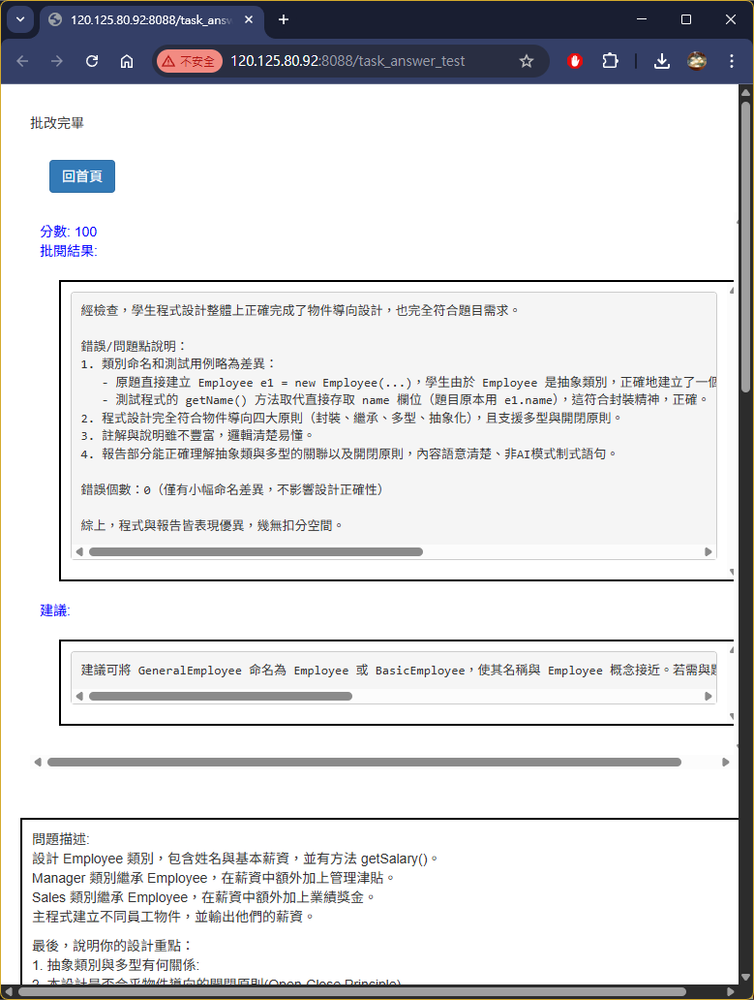 120.125.80.92:8088/task_answ
不安全
120.125.80.92:8088/task_answer_test
批改完畢
回首頁
分數: 100
批閱結果:
經檢查，學生程式設計整體上正確完成了物件導向設計，也完全符合題目需求。
錯誤/問題點說明：
1. 類別命名和測試用例略為差異：
- 原題直接建立 Employee e1 = new Employee(...)，學生由於 Employee 是抽象類別，正確地建立了一個
- 測試程式的 getName() 方法取代直接存取 name 欄位（題目原本用 e1.name），這符合封裝精神，正確。
2. 程式設計完全符合物件導向四大原則（封裝、繼承、多型、抽象化），且支援多型與開閉原則。
3. 註解與說明雖不豐富，邏輯清楚易懂。
4. 報告部分能正確理解抽象類與多型的關聯以及開閉原則，內容語意清楚、非AI模式制式語句。
錯誤個數：0（僅有小幅命名差異，不影響設計正確性）
綜上，程式與報告皆表現優異，幾無扣分空間。
建議:
建議可將 GeneralEmployee 命名為 Employee 或 BasicEmployee，使其名稱與 Employee 概念接近。若需與題
問題描述:
設計 Employee 類別，包含姓名與基本薪資，並有方法 getSalary()。
Manager 類別繼承 Employee，在薪資中額外加上管理津貼。
Sales 類別繼承 Employee，在薪資中額外加上業績獎金。
主程式建立不同員工物件，並輸出他們的薪資。
最後，說明你的設計重點：
1. 抽象類別與多型有何關係:
2. 本設計是否合乎物件導向的開閉原則(Open-Close Principle)